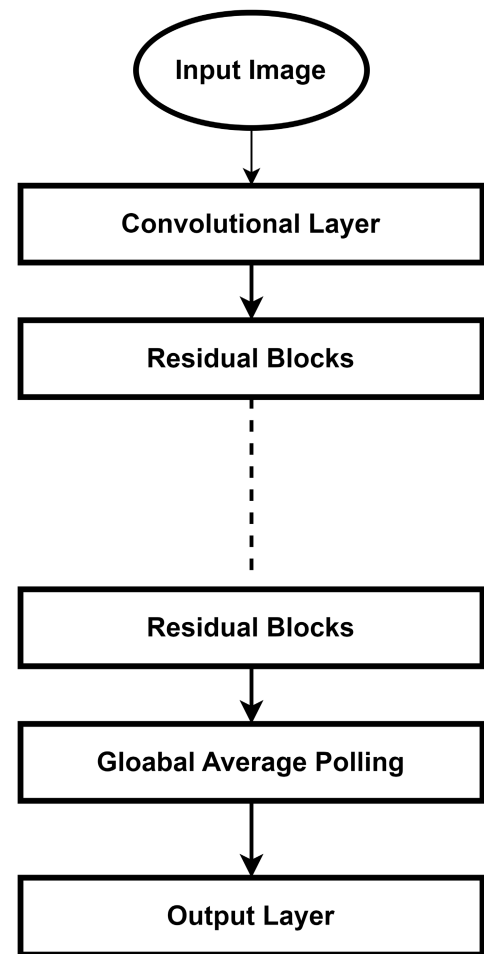 Input Image
Convolutional Layer
Residual Blocks
Residual Blocks
Gloabal Average Polling
Output Layer